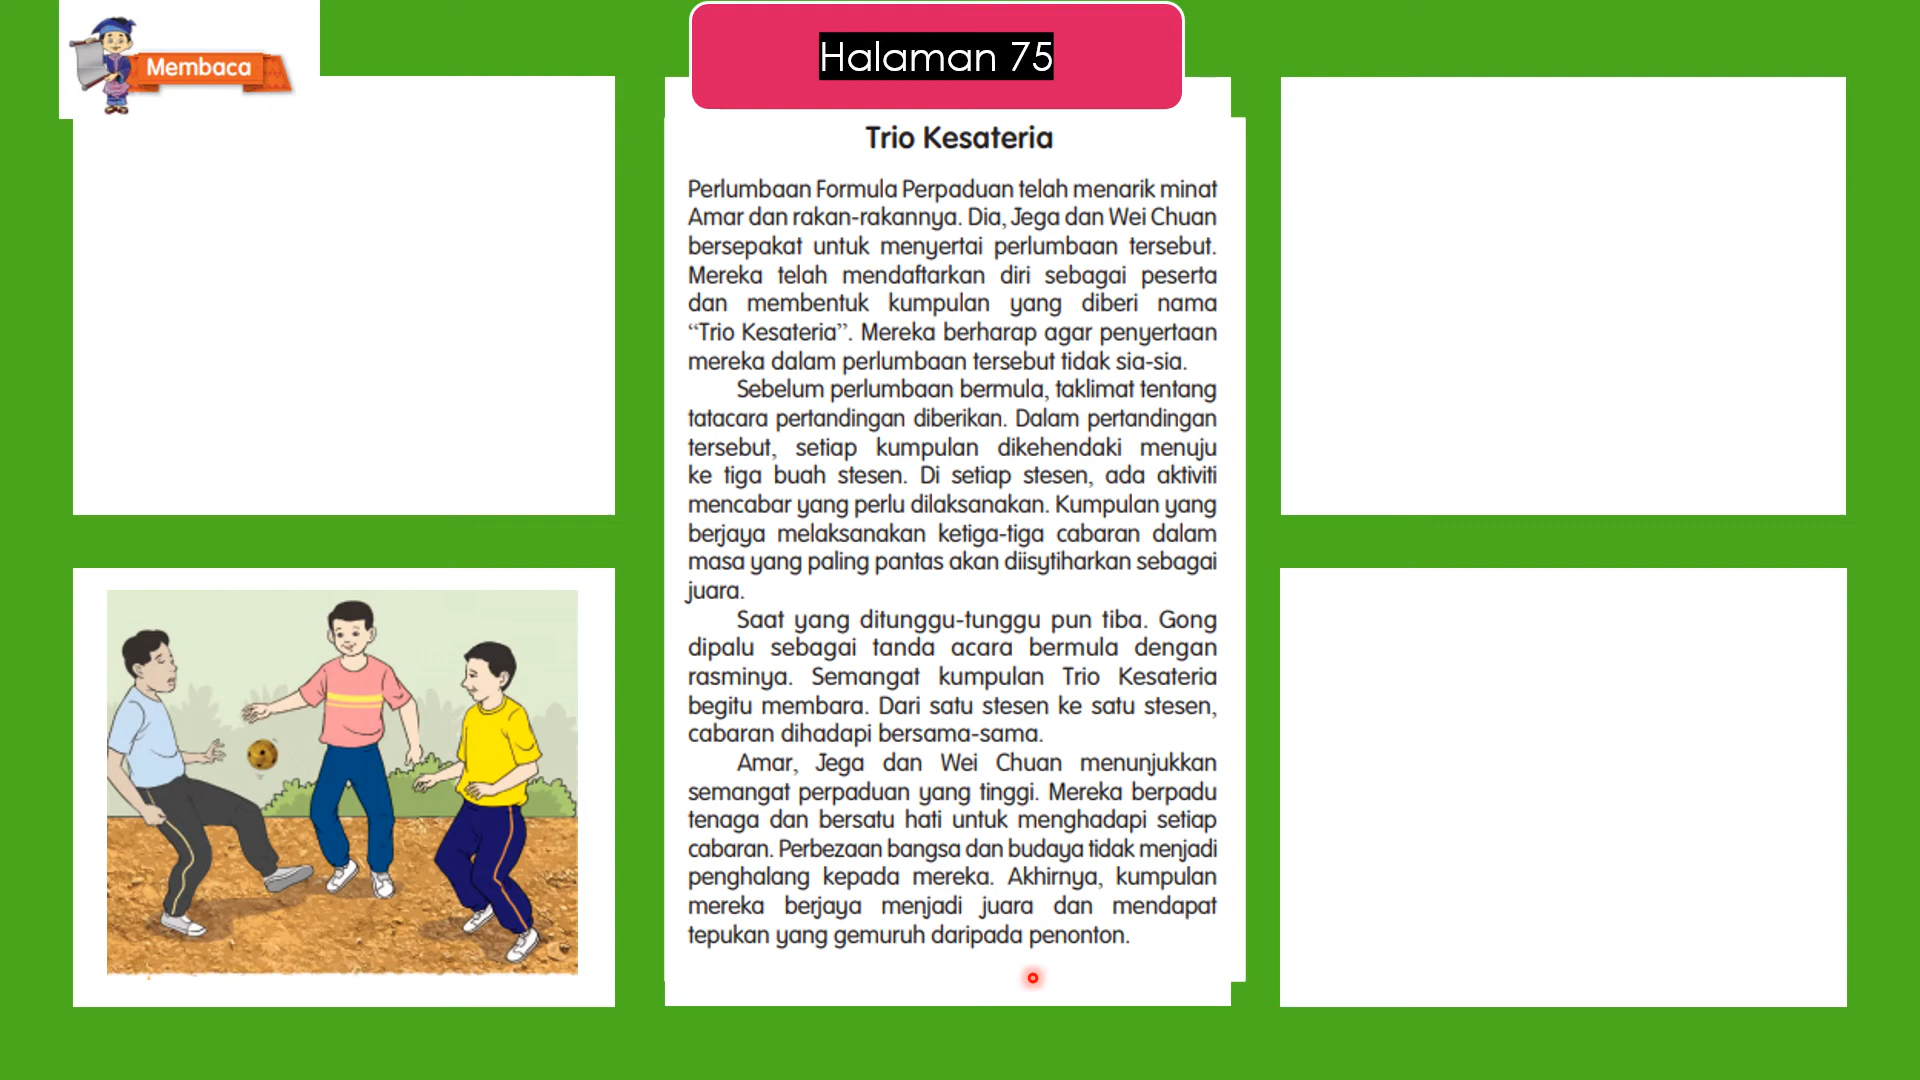 Membaca
Halaman 75
Trio Kesateria
Perlumbaan Formula Perpaduan telah menarik minat
Amar dan rakan-rakannya. Dia, Jega dan Wei Chuan
bersepakat untuk menyertai perlumbaan tersebut.
Mereka telah mendaftarkan diri sebagai peserta
dan membentuk kumpulan yang diberi nama
“Trio Kesateria”. Mereka berharap agar penyertaan
mereka dalam perlumbaan tersebut tidak sia-sia.
Sebelum perlumbaan bermula, taklimat tentang
tatacara pertandingan diberikan. Dalam pertandingan
tersebut, setiap kumpulan dikehendaki menuju
ke tiga buah stesen. Di setiap stesen, ada aktiviti
mencabar yang perlu dilaksanakan. Kumpulan yang
berjaya melaksanakan ketiga-tiga cabaran dalam
masa yang paling pantas akan diisytiharkan sebagai
juara.
Saat yang ditunggu-tunggu pun tiba. Gong
dipalu sebagai tanda acara bermula dengan
rasminya. Semangat kumpulan Trio Kesateria
begitu membara. Dari satu stesen ke satu stesen,
cabaran dihadapi bersama-sama.
Amar, Jega dan Wei Chuan menunjukkan
semangat perpaduan yang tinggi. Mereka berpadu
tenaga dan bersatu hati untuk menghadapi setiap
cabaran. Perbezaan bangsa dan budaya tidak menjadi
penghalang kepada mereka. Akhirnya, kumpulan
mereka berjaya menjadi juara dan mendapat
tepukan yang gemuruh daripada penonton.